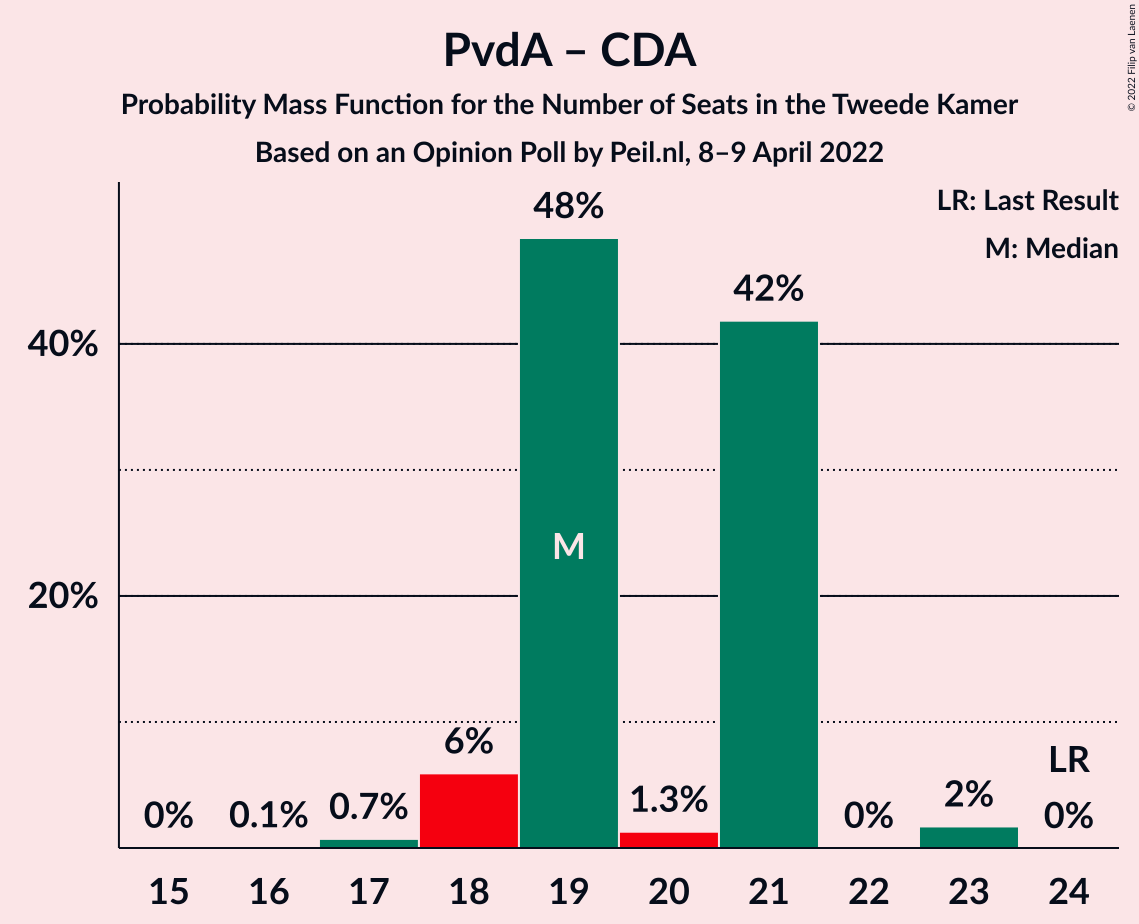 PvdA – CDA
Probability Mass Function for the Number of Seats in the Tweede Kamer
Based on an Opinion Poll by Peil.nl, 8–9 April 2022
© 2022 Filip van Laenen
LR: Last Result
M: Median
48%
42%
40%
M
20%
6%
LR
0%
0.1%
0.7%
1.3%
0%
2%
0%
15 16 17 18 19 20 21 22 23 24